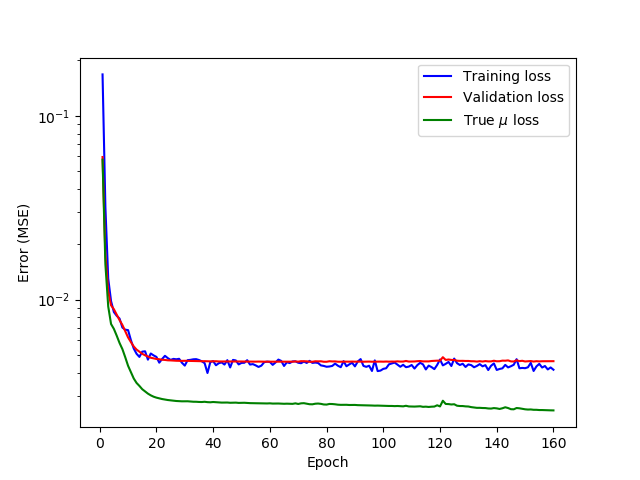 Training loss
Validation loss
True μ loss
10⁻¹
10⁻²
Error (MSE)
0 20 40 60 80 100 120 140 160
Epoch